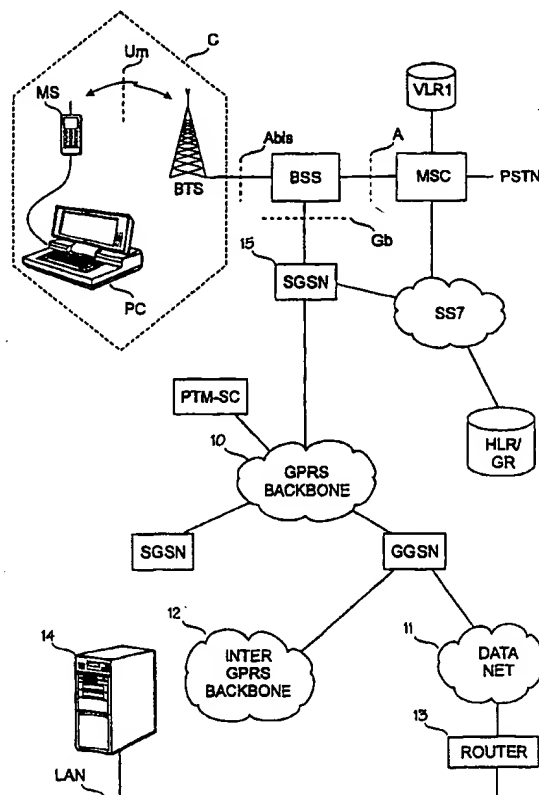 C
Um
MS
VLR1
Abis
A
BTS
BSS
MSC
PSTN
Gb
15
SGSN
PC
SS7
PTM-SC
10
GPRS
BACKBONE
HLR/
GR
SGSN
GGSN
14
12
INTER
GPRS
BACKBONE
11
DATA
NET
13
ROUTER
LAN